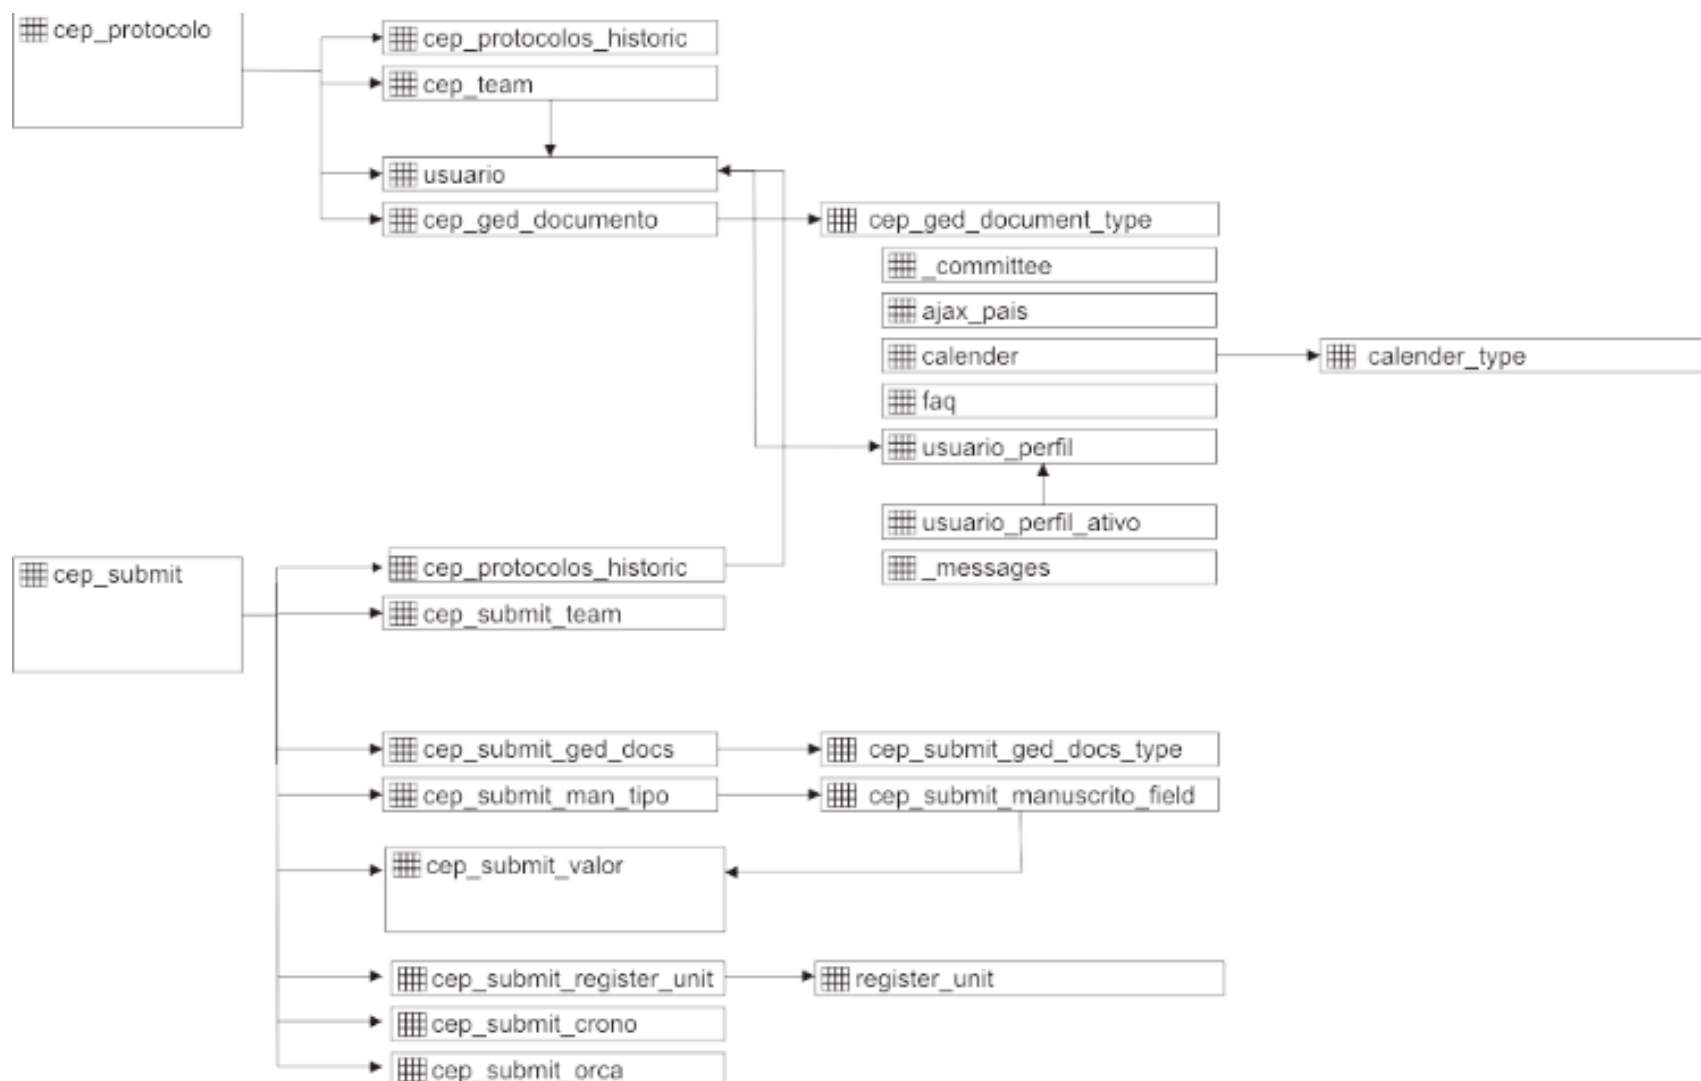 cep_protocolo
cep_protocolos_historic
cep_team
usuario
cep_ged_documento
cep_ged_document_type
_committee
ajax_pais
calender
calender_type
faq
usuario_perfil
usuario_perfil_ativo
_messages
cep_submit
cep_protocolos_historic
cep_submit_team
cep_submit_ged_docs
cep_submit_ged_docs_type
cep_submit_man_tipo
cep_submit_manuscrito_field
cep_submit_valor
cep_submit_register_unit
register_unit
cep_submit_crono
cep_submit_orca